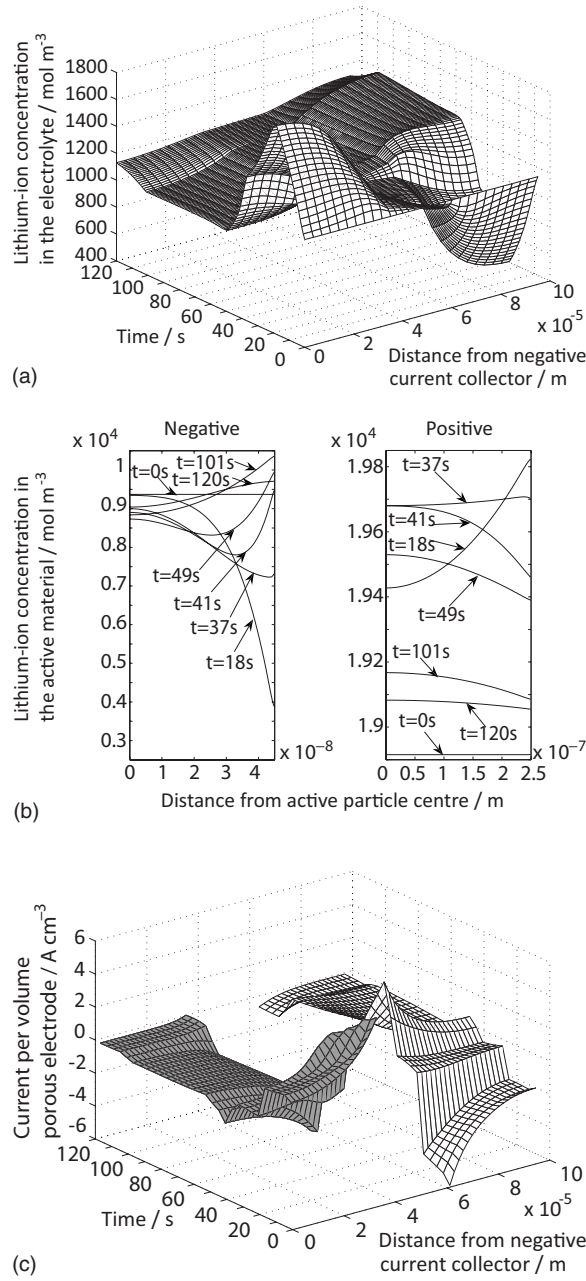 Lithium-ion concentration
in the electrolyte / mol m⁻³
1800
1600
1400
1200
1000
800
600
400
120
100
80
60
40
20
0
Time / s
0
2
4
6
8
10
x 10⁻⁵
Distance from negative
current collector / m
(a)
Lithium-ion concentration in
the active material / mol m⁻³
Negative
x 10⁴
1
0.9
0.8
0.7
0.6
0.5
0.4
0.3
t=0s
t=101s
t=120s
t=49s
t=41s
t=37s
t=18s
0
1
2
3
4
x 10⁻⁸
Positive
x 10⁴
1.98
1.96
1.94
1.92
1.9
t=37s
t=41s
t=18s
t=49s
t=101s
t=120s
t=0s
0
0.5
1
1.5
2
2.5
x 10⁻⁷
Distance from active particle centre / m
(b)
Current per volume
porous electrode / A cm⁻³
6
4
2
0
-2
-4
-6
120
100
80
60
40
20
0
Time / s
0
2
4
6
8
10
x 10⁻⁵
Distance from negative
current collector / m
(c)